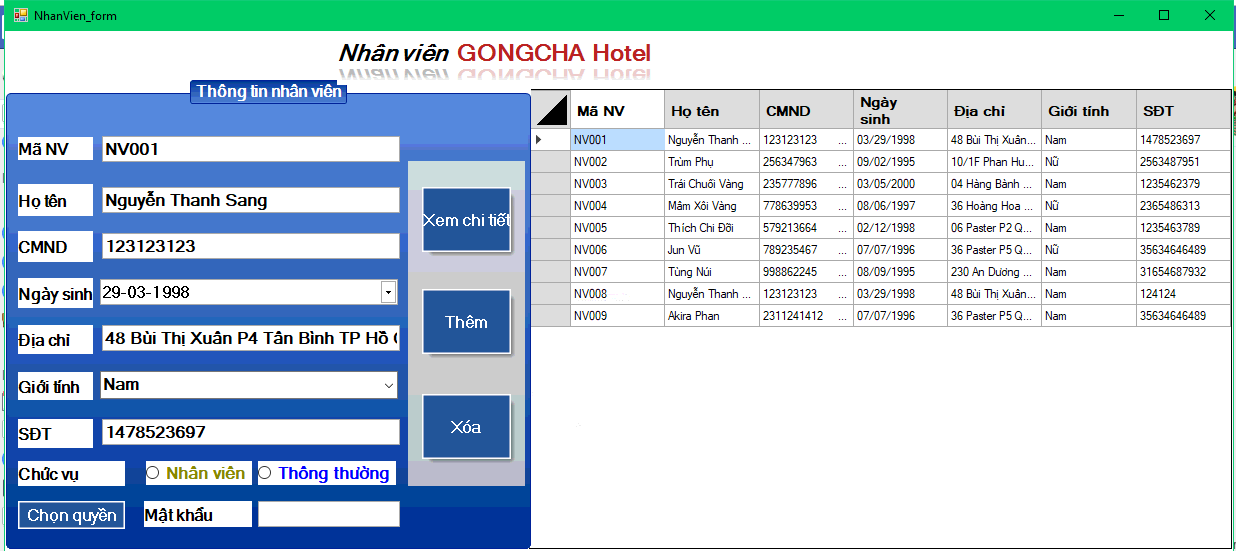 NhanVien_form
Nhân viên GONGCHA Hotel
Thông tin nhân viên
Mã NV NV001
Họ tên Nguyễn Thanh Sang
CMND 123123123
Ngày sinh 29-03-1998
Địa chỉ 48 Bùi Thị Xuân P4 Tân Bình TP Hồ
Giới tính Nam
SĐT 1478523697
Chức vụ Nhân viên Thông thường
Chọn quyền Mật khẩu
Xem chi tiết
Thêm
Xóa
Mã NV Họ tên CMND Ngày sinh Địa chỉ Giới tính SĐT
NV001 Nguyễn Thanh ... 123123123 ... 03/29/1998 48 Bùi Thị Xuân... Nam 1478523697
NV002 Trùm Phụ 256347963 ... 09/02/1995 10/1F Phan Hu... Nữ 2563487951
NV003 Trái Chuối Vàng 235777896 ... 03/05/2000 04 Hàng Bành ... Nam 1235462379
NV004 Mâm Xôi Vàng 778639953 ... 08/06/1997 36 Hoàng Hoa ... Nữ 2365486313
NV005 Thích Chi Đôi 579213664 ... 02/12/1998 06 Paster P2 Q... Nam 1235463789
NV006 Jun Vũ 789235467 ... 07/07/1996 36 Paster P5 Q... Nữ 35634646489
NV007 Tùng Núi 998862245 ... 08/09/1995 230 An Dương ... Nam 31654687932
NV008 Nguyễn Thanh ... 123123123 ... 03/29/1998 48 Bùi Thị Xuân... Nam 124124
NV009 Akira Phan 2311241412 ... 07/07/1996 36 Paster P5 Q... Nam 35634646489